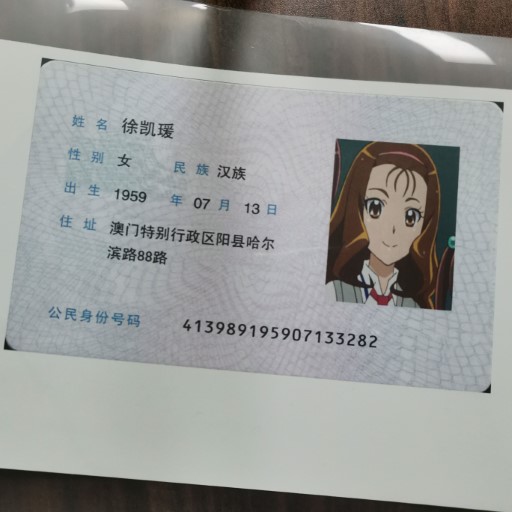 姓名 徐凯瑗
性别 女 民族 汉族
出生 1959 年 07 月 13 日
住址 澳门特别行政区阳县哈尔
滨路88路
公民身份号码 413989195907133282